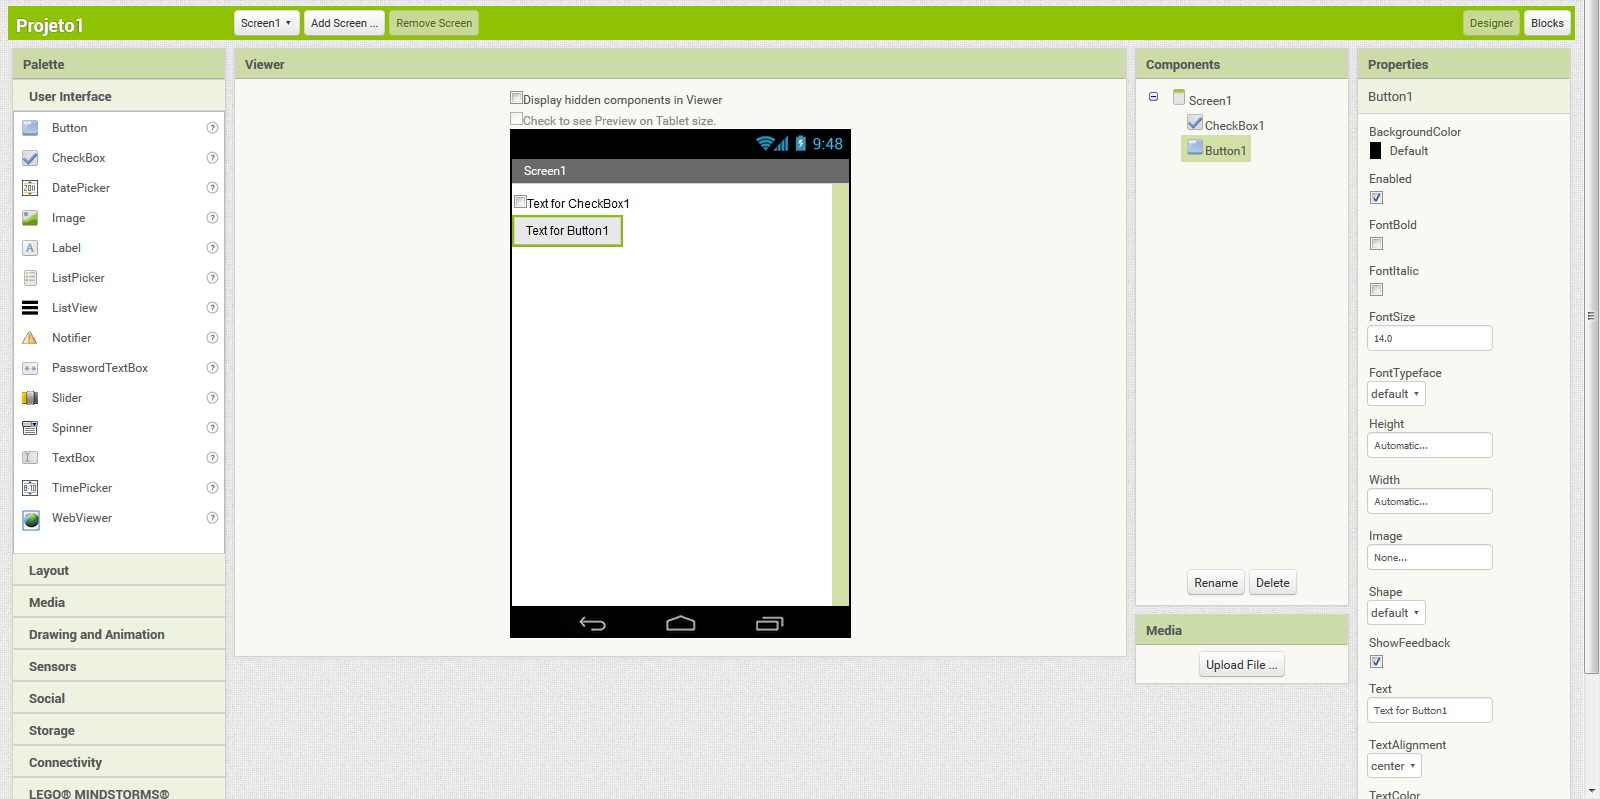 Projeto1
Screen1
Add Screen ...
Remove Screen
Designer
Blocks
Palette
User Interface
Button
CheckBox
DatePicker
Image
Label
ListPicker
ListView
Notifier
PasswordTextBox
Slider
Spinner
TextBox
TimePicker
WebViewer
Layout
Media
Drawing and Animation
Sensors
Social
Storage
Connectivity
LEGO® MINDSTORMS®
Viewer
Display hidden components in Viewer
Check to see Preview on Tablet size.
9:48
Screen1
Text for CheckBox1
Text for Button1
Components
Screen1
CheckBox1
Button1
Rename
Delete
Media
Upload File ...
Properties
Button1
BackgroundColor
Default
Enabled
FontBold
FontItalic
FontSize
14.0
FontTypeface
default
Height
Automatic...
Width
Automatic...
Image
None...
Shape
default
ShowFeedback
Text
Text for Button1
TextAlignment
center
TextColor